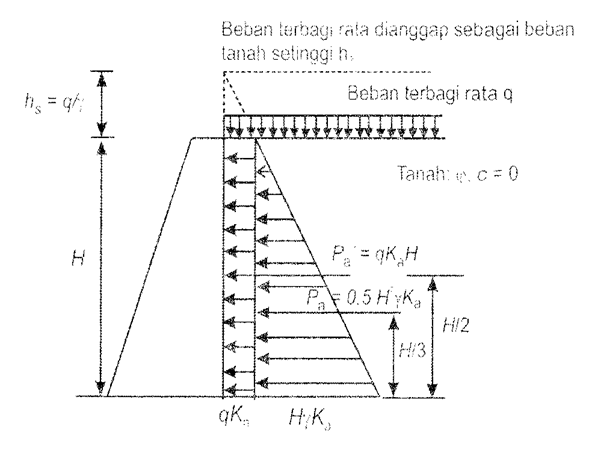 Beban terbagi rata dianggap sebagai beban
tanah setinggi hₛ
hₛ = q/γ
Beban terbagi rata q
Tanah: φ, c = 0
H
Pₐ' = qKₐH
Pₐ = 0.5 H²γKₐ
H/2
H/3
qKₐ
HγKₐ